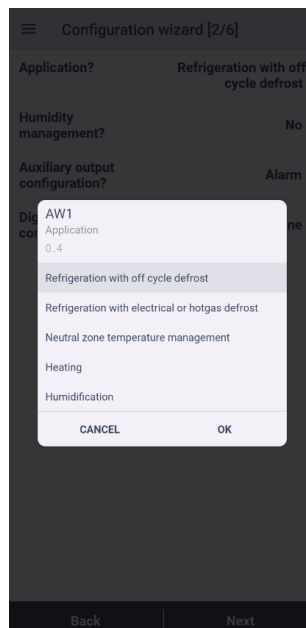 Configuration wizard [2/6]
Application?
Refrigeration with off
cycle defrost
Humidity
management?
No
Auxiliary output
configuration?
Alarm
AW1
Application
0..4
Refrigeration with off cycle defrost
Refrigeration with electrical or hotgas defrost
Neutral zone temperature management
Heating
Humidification
CANCEL
OK
Back
Next